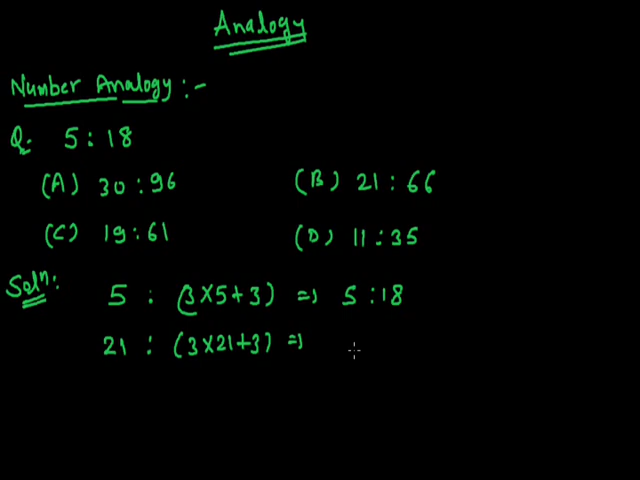 Analogy
Number Analogy :-
Q: 5 : 18
(A) 30 : 96 (B) 21 : 66
(C) 19 : 61 (D) 11 : 35
Solⁿ: 5 : (3×5+3) ⇒ 5 : 18
21 : (3×21+3) ⇒